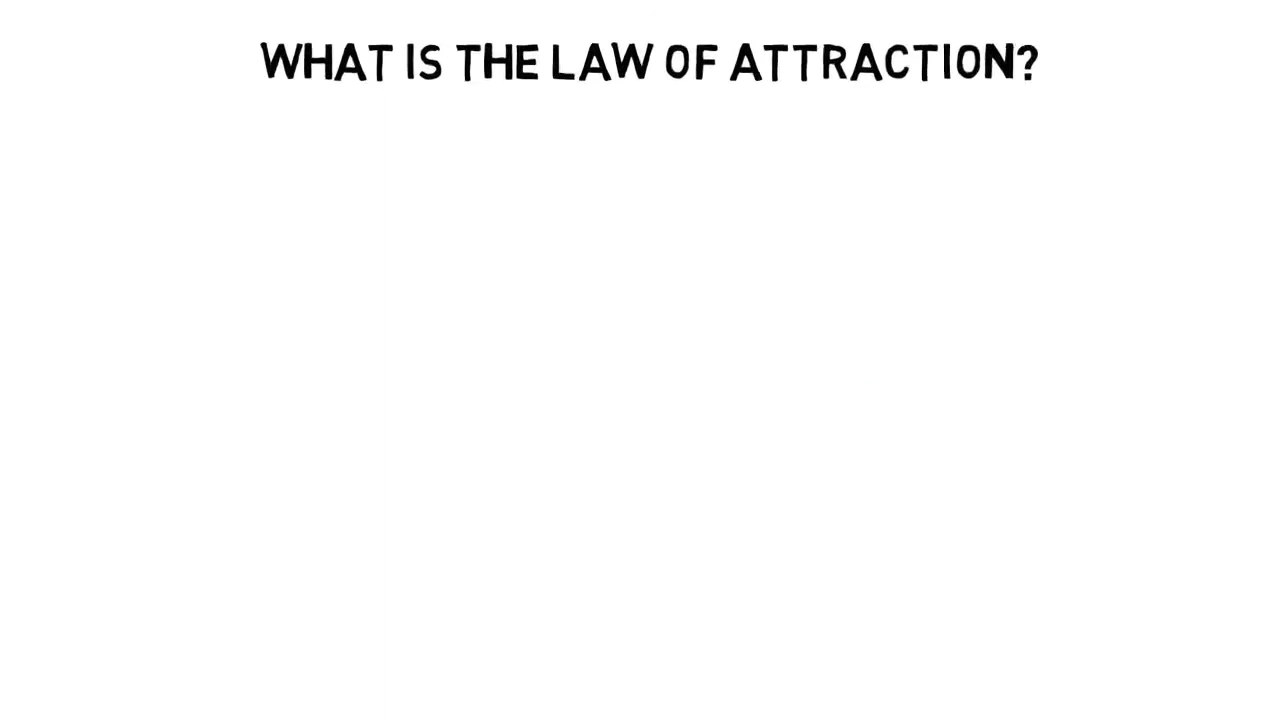 WHAT IS THE LAW OF ATTRACTION?